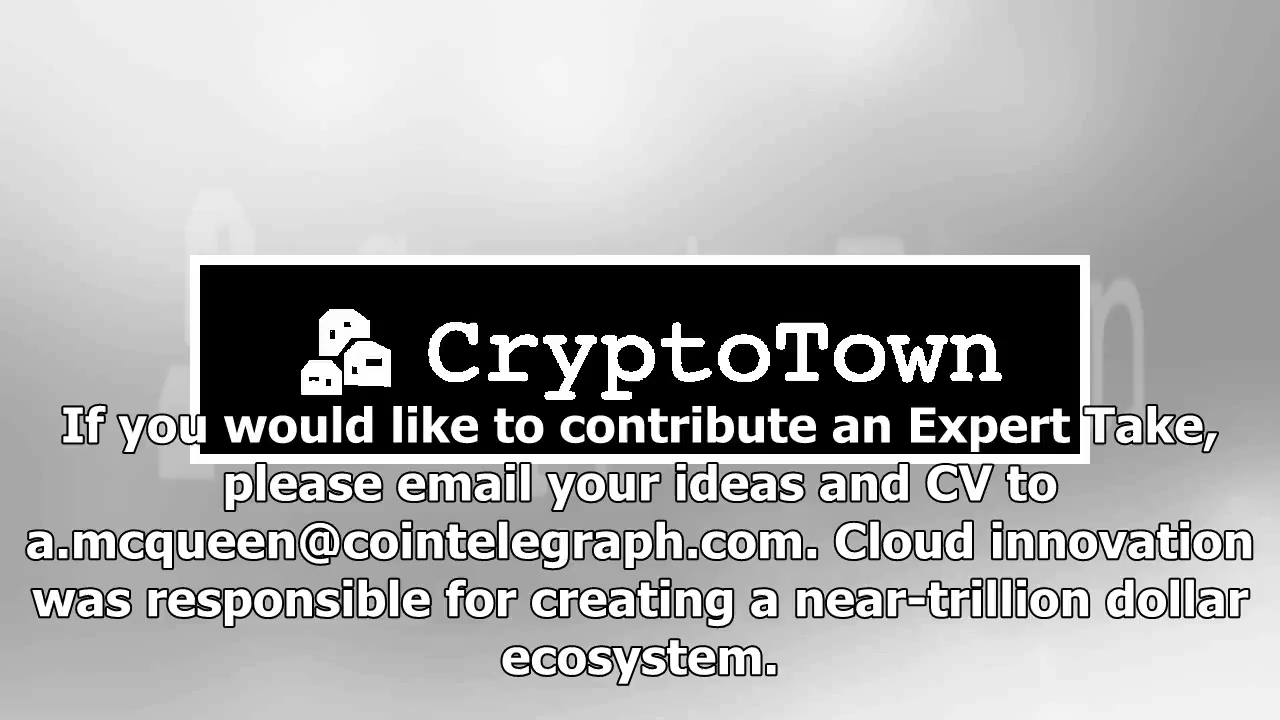 CryptoTown
If you would like to contribute an Expert Take,
please email your ideas and CV to
a.mcqueen@cointelegraph.com. Cloud innovation
was responsible for creating a near-trillion dollar
ecosystem.